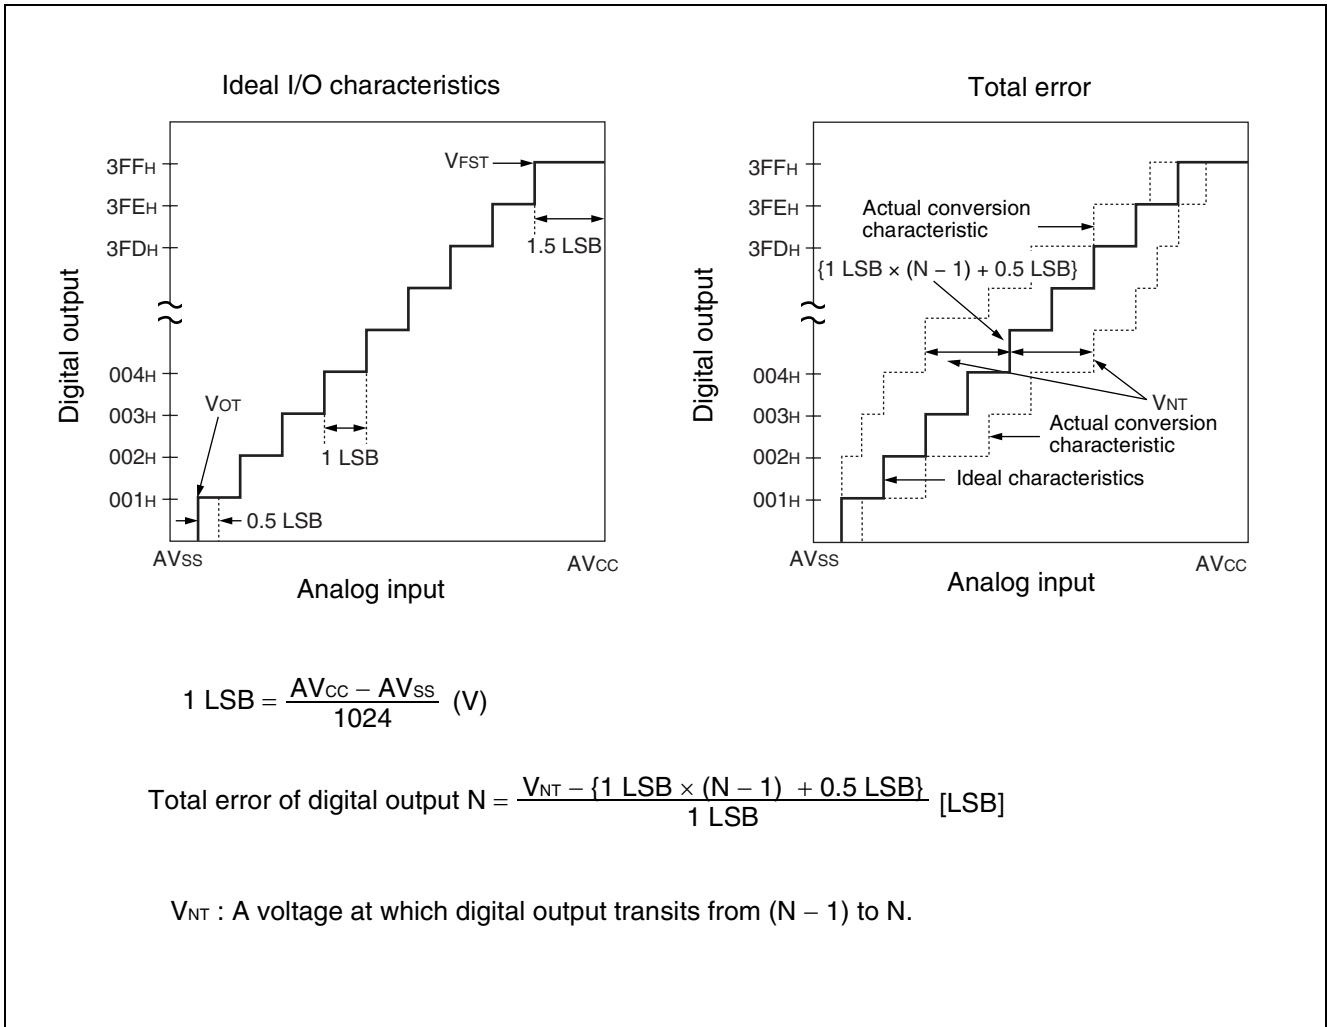 Ideal I/O characteristics
3FFH
3FEH
3FDH
004H
003H
002H
001H
VFST
1.5 LSB
VOT
1 LSB
0.5 LSB
Digital output
AVSS
AVCC
Analog input
Total error
3FFH
3FEH
3FDH
004H
003H
002H
001H
Actual conversion
characteristic
{1 LSB × (N − 1) + 0.5 LSB}
VNT
Actual conversion
characteristic
Ideal characteristics
Digital output
AVSS
AVCC
Analog input
1 LSB = AVCC − AVSS / 1024 (V)
Total error of digital output N = VNT − {1 LSB × (N − 1) + 0.5 LSB} / 1 LSB [LSB]
VNT : A voltage at which digital output transits from (N − 1) to N.